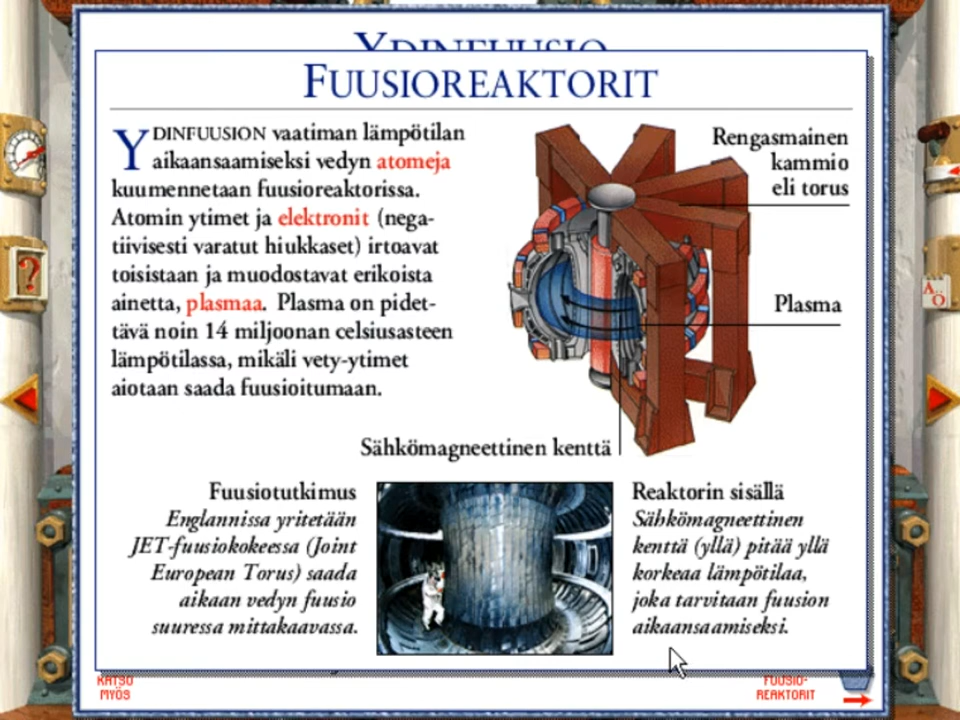 YDINFUUSIO
FUUSIOREAKTORIT
YDINFUUSION vaatiman lämpötilan
aikaansaamiseksi vedyn atomeja
kuumennetaan fuusioreaktorissa.
Atomin ytimet ja elektronit (nega-
tiivisesti varatut hiukkaset) irtoavat
toisistaan ja muodostavat erikoista
ainetta, plasmaa. Plasma on pidet-
tävä noin 14 miljoonan celsiusasteen
lämpötilassa, mikäli vety-ytimet
aiotaan saada fuusioitumaan.
Rengasmainen
kammio
eli torus
Plasma
Sähkömagneettinen kenttä
Fuusiotutkimus
Englannissa yritetään
JET-fuusiokokeessa (Joint
European Torus) saada
aikaan vedyn fuusio
suuressa mittakaavassa.
Reaktorin sisällä
Sähkömagneettinen
kenttä (yllä) pitää yllä
korkeaa lämpötilaa,
joka tarvitaan fuusion
aikaansaamiseksi.
KATSO
MYÖS
FUUSIO-
REAKTORIT
?
A...
Ö